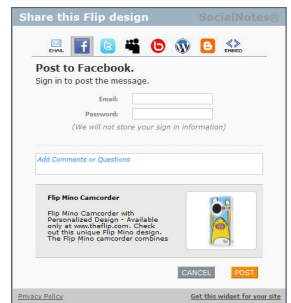 Share this Flip design SocialNotes®
EMAIL EMBED
Post to Facebook.
Sign in to post the message.
Email:
Password:
(We will not store your sign in information)
Add Comments or Questions
Flip Mino Camcorder
Flip Mino Camcorder with
Personalized Design - Available
only at www.theflip.com. Check
out this unique Flip Mino design.
The Flip Mino camcorder combines
CANCEL POST
Privacy Policy Get this widget for your site